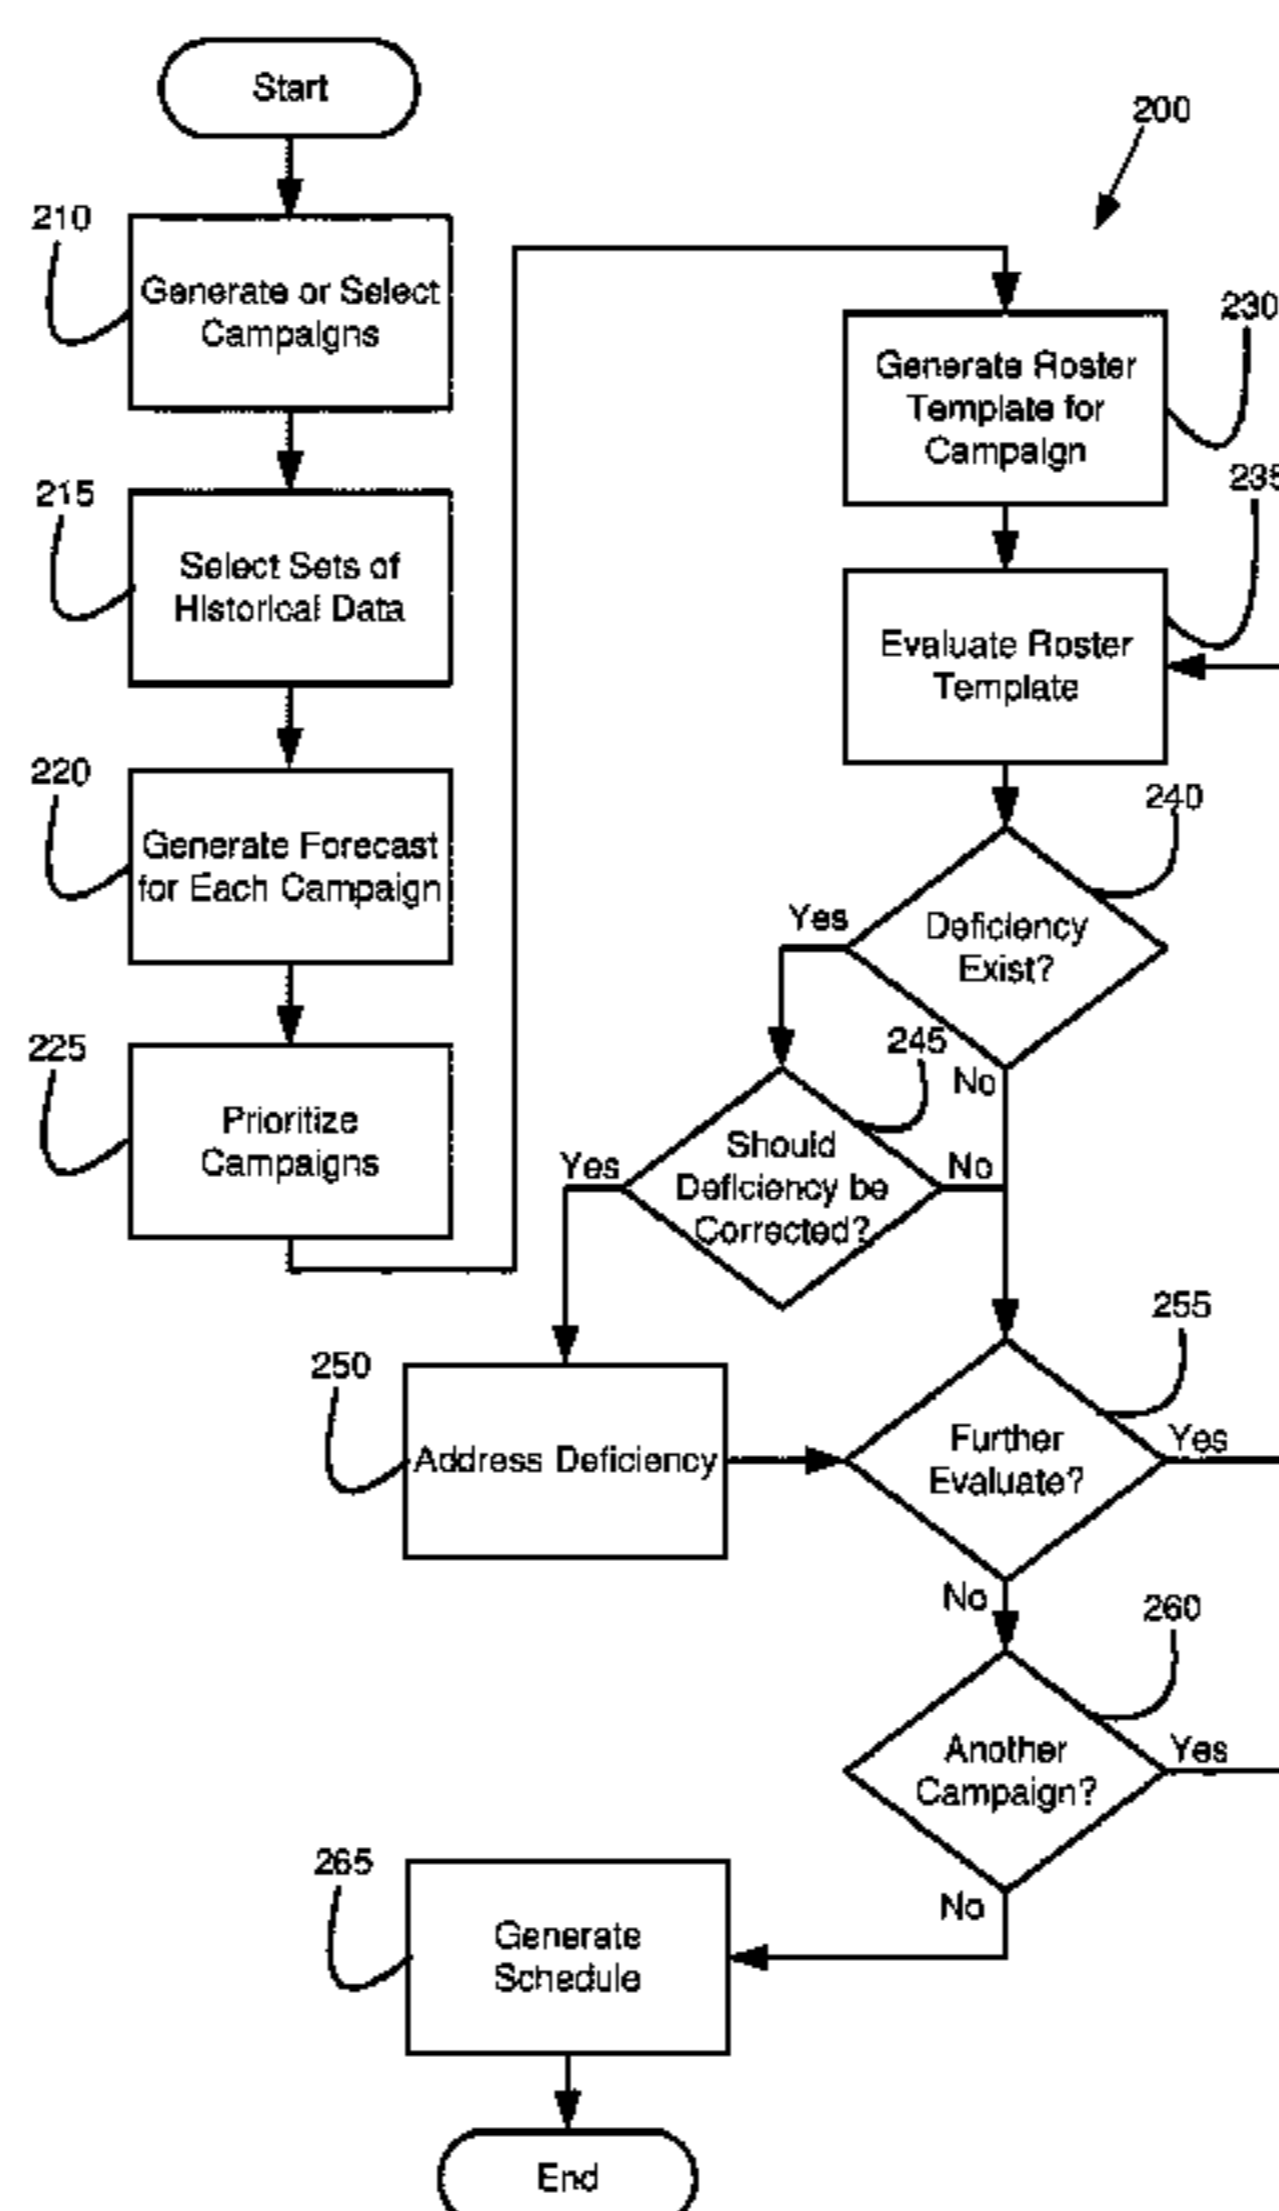 Start
200
210
Generate or Select
Campaigns
215
Select Sets of
Historical Data
220
Generate Forecast
for Each Campaign
225
Prioritize
Campaigns
230
Generate Roster
Template for
Campaign
235
Evaluate Roster
Template
240
Deficiency
Exist?
Yes
No
245
Should
Deficiency be
Corrected?
Yes
No
250
Address Deficiency
255
Further
Evaluate?
Yes
No
260
Another
Campaign?
Yes
No
265
Generate
Schedule
End